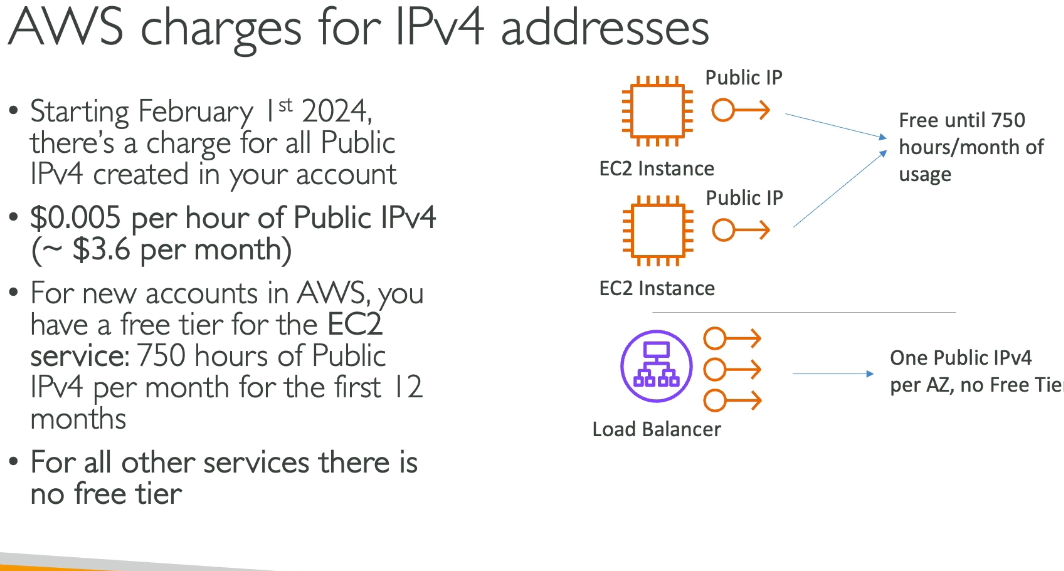 AWS charges for IPv4 addresses
• Starting February 1st 2024,
there's a charge for all Public
IPv4 created in your account
• $0.005 per hour of Public IPv4
(~ $3.6 per month)
• For new accounts in AWS, you
have a free tier for the EC2
service: 750 hours of Public
IPv4 per month for the first 12
months
• For all other services there is
no free tier
Public IP
EC2 Instance
Public IP
EC2 Instance
Free until 750
hours/month of
usage
Load Balancer
One Public IPv4
per AZ, no Free Tie